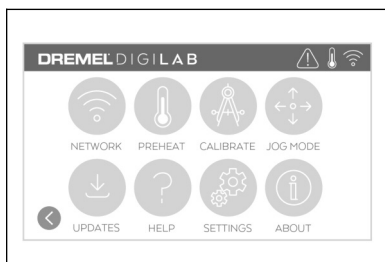 DREMEL DIGILAB
NETWORK PREHEAT CALIBRATE JOG MODE
UPDATES HELP SETTINGS ABOUT